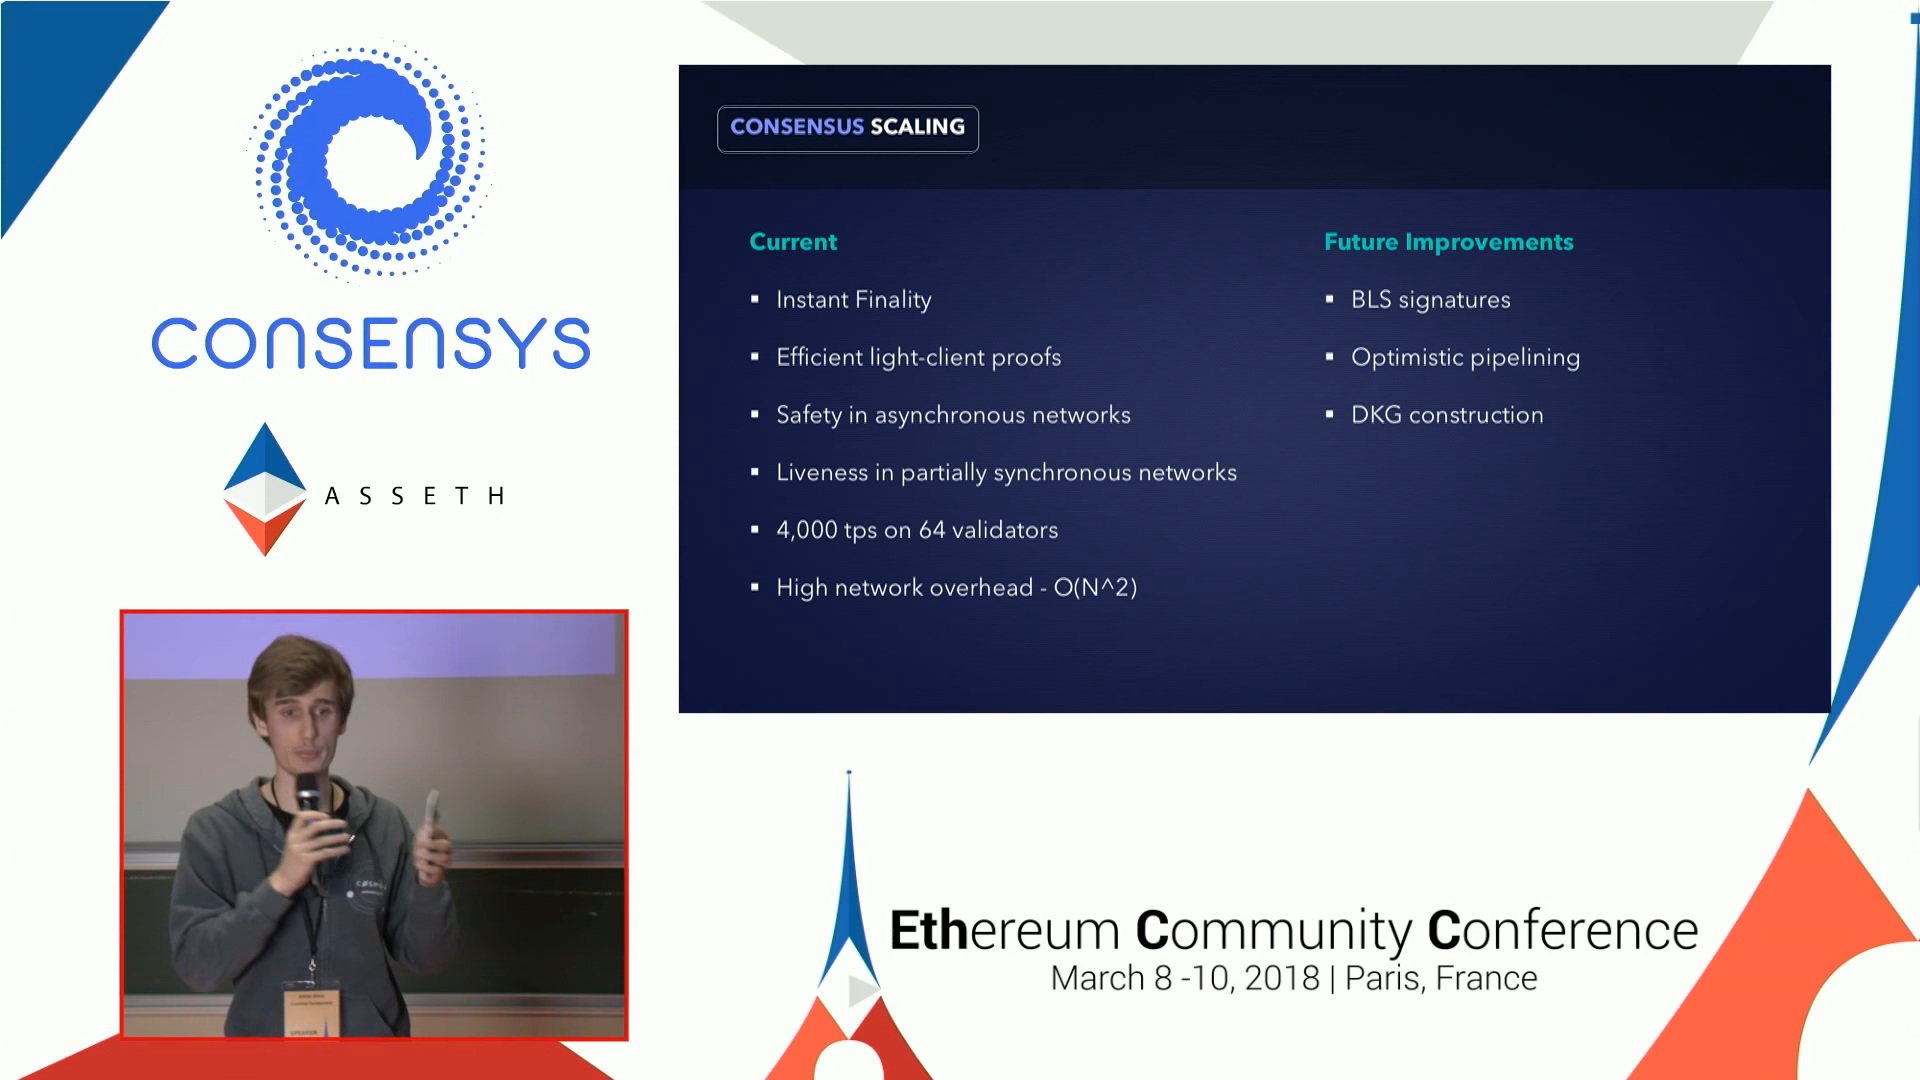 CONSENSYS
ASSETH
CONSENSUS SCALING
Current
▪ Instant Finality
▪ Efficient light-client proofs
▪ Safety in asynchronous networks
▪ Liveness in partially synchronous networks
▪ 4,000 tps on 64 validators
▪ High network overhead - O(N^2)
Future Improvements
▪ BLS signatures
▪ Optimistic pipelining
▪ DKG construction
Ethereum Community Conference
March 8 -10, 2018 | Paris, France